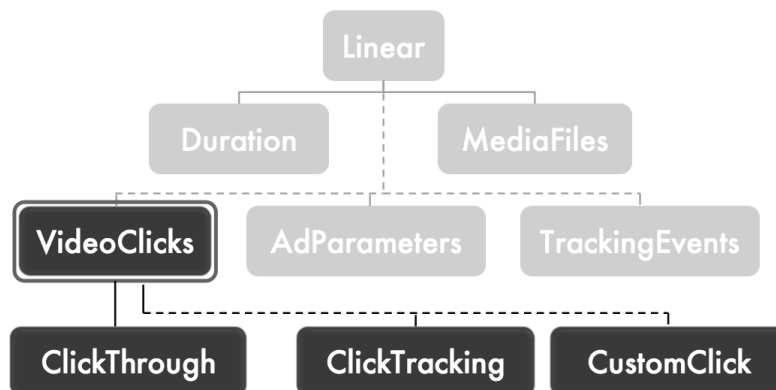 Linear
Duration
MediaFiles
VideoClicks
AdParameters
TrackingEvents
ClickThrough
ClickTracking
CustomClick